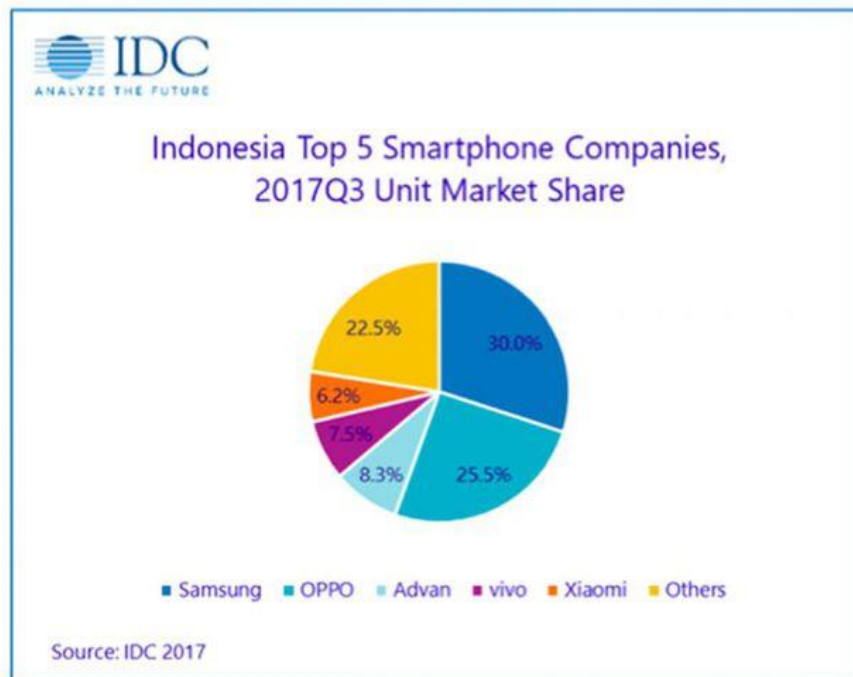 IDC
ANALYZE THE FUTURE
Indonesia Top 5 Smartphone Companies,
2017Q3 Unit Market Share
22.5%
30.0%
6.2%
7.5%
8.3%
25.5%
Samsung OPPO Advan vivo Xiaomi Others
Source: IDC 2017